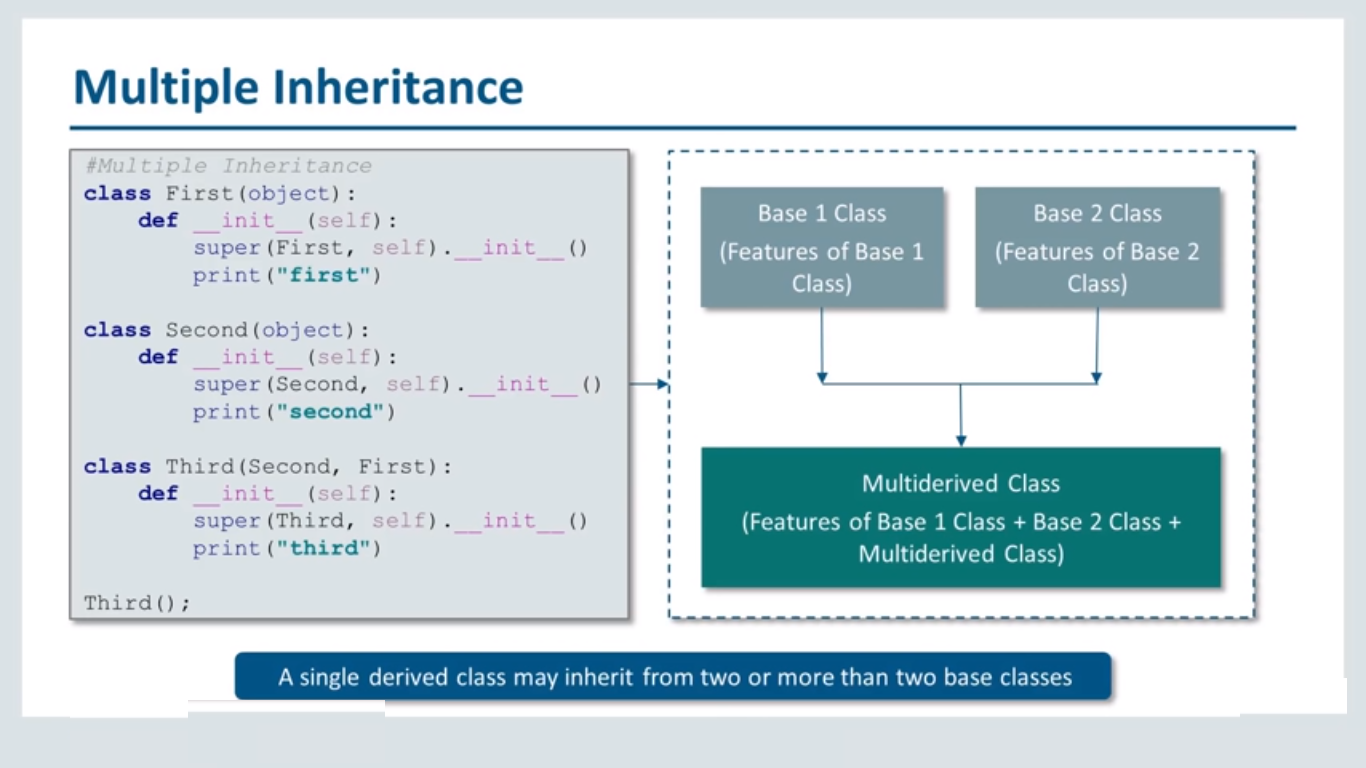 Multiple Inheritance
#Multiple Inheritance
class First(object):
    def __init__(self):
        super(First, self).__init__()
        print("first")
class Second(object):
    def __init__(self):
        super(Second, self).__init__()
        print("second")
class Third(Second, First):
    def __init__(self):
        super(Third, self).__init__()
        print("third")
Third();
Base 1 Class
(Features of Base 1
Class)
Base 2 Class
(Features of Base 2
Class)
Multiderived Class
(Features of Base 1 Class + Base 2 Class +
Multiderived Class)
A single derived class may inherit from two or more than two base classes